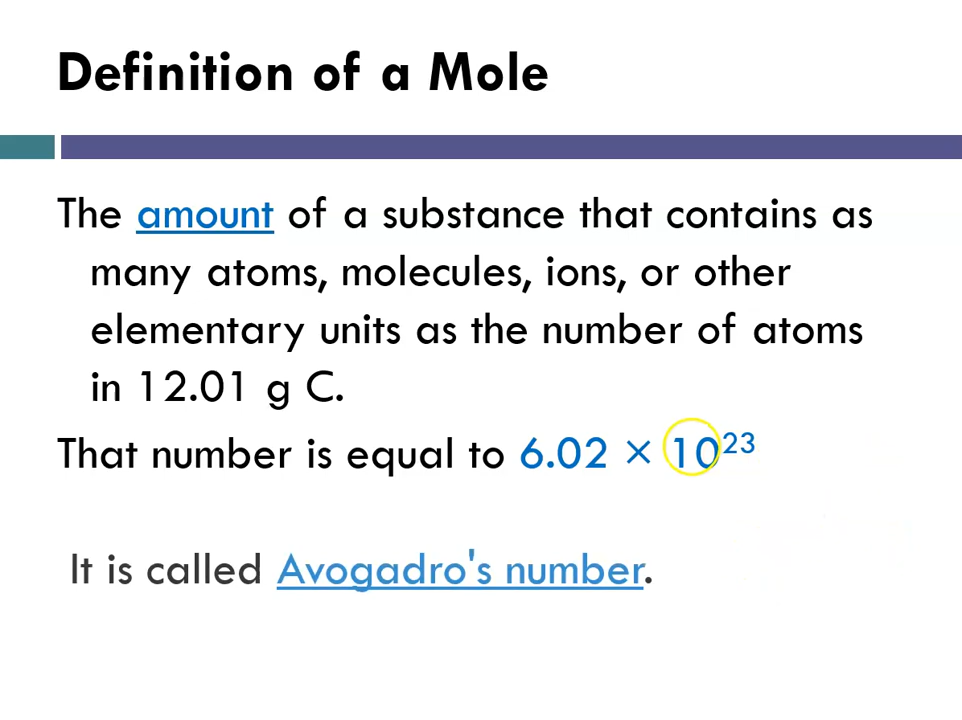 Definition of a Mole
The amount of a substance that contains as
many atoms, molecules, ions, or other
elementary units as the number of atoms
in 12.01 g C.
That number is equal to 6.02 × 10²³
It is called Avogadro's number.